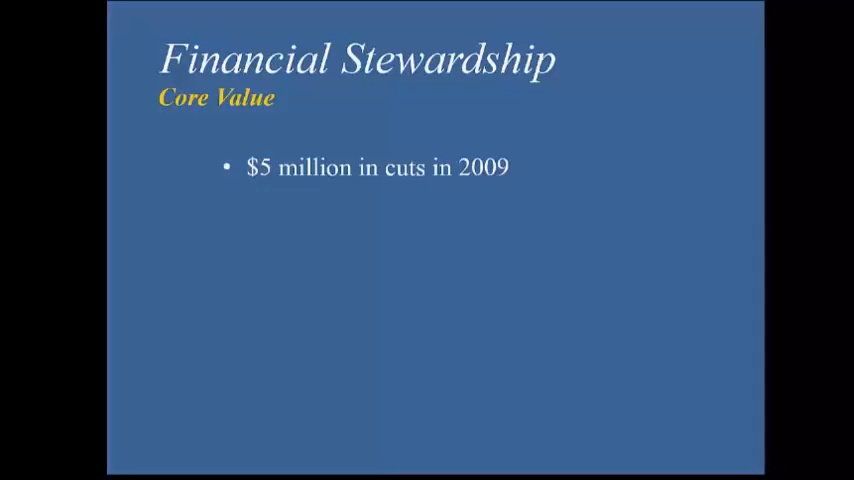 Financial Stewardship
Core Value
• $5 million in cuts in 2009